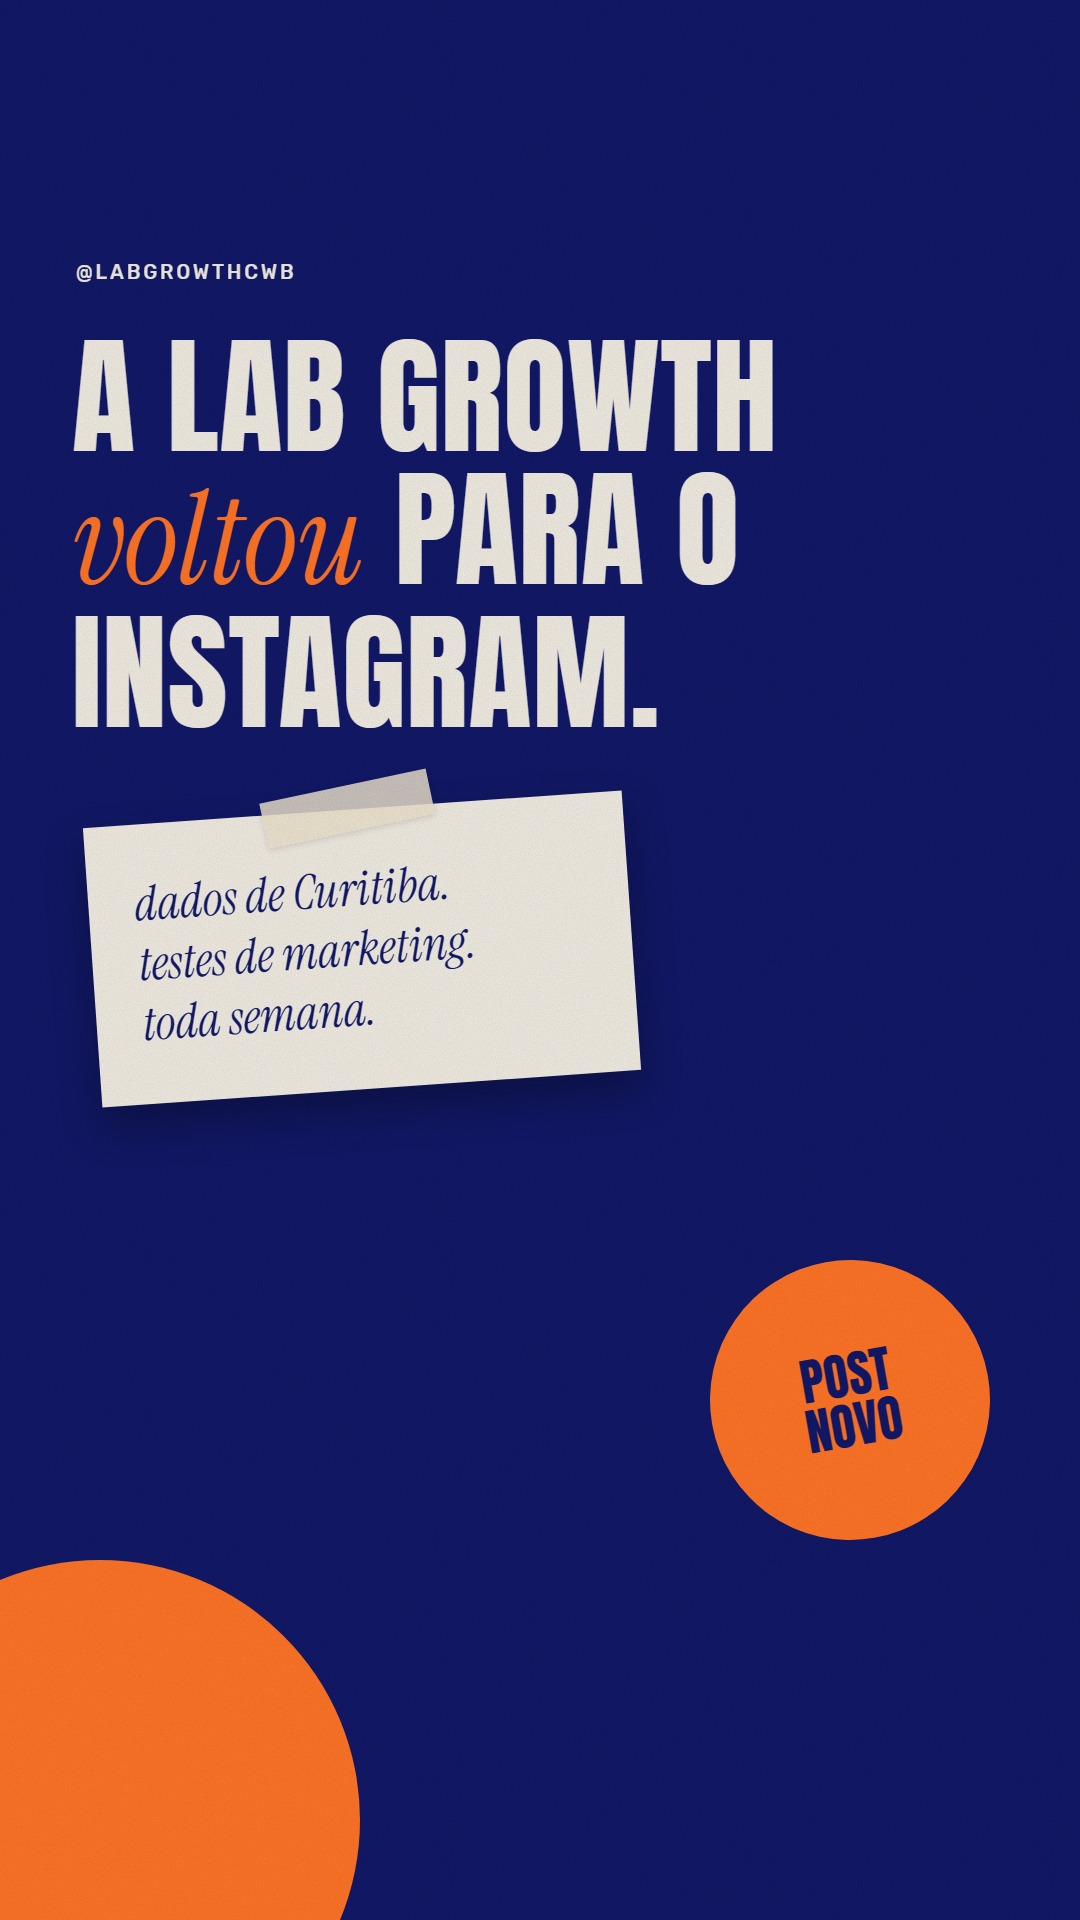 @LABGROWTHCWB
A LAB GROWTH
voltou PARA O
INSTAGRAM.
dados de Curitiba.
testes de marketing.
toda semana.
POST
NOVO